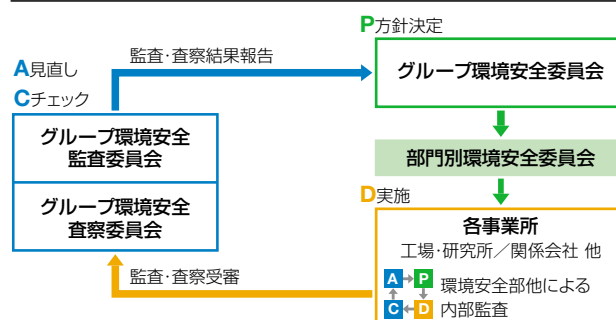 P方針決定
グループ環境安全委員会
監査・査察結果報告
A見直し
Cチェック
グループ環境安全
監査委員会
グループ環境安全
査察委員会
部門別環境安全委員会
D実施
各事業所
工場・研究所／関係会社 他
A P
C D
環境安全部他による
内部監査
監査・査察受審